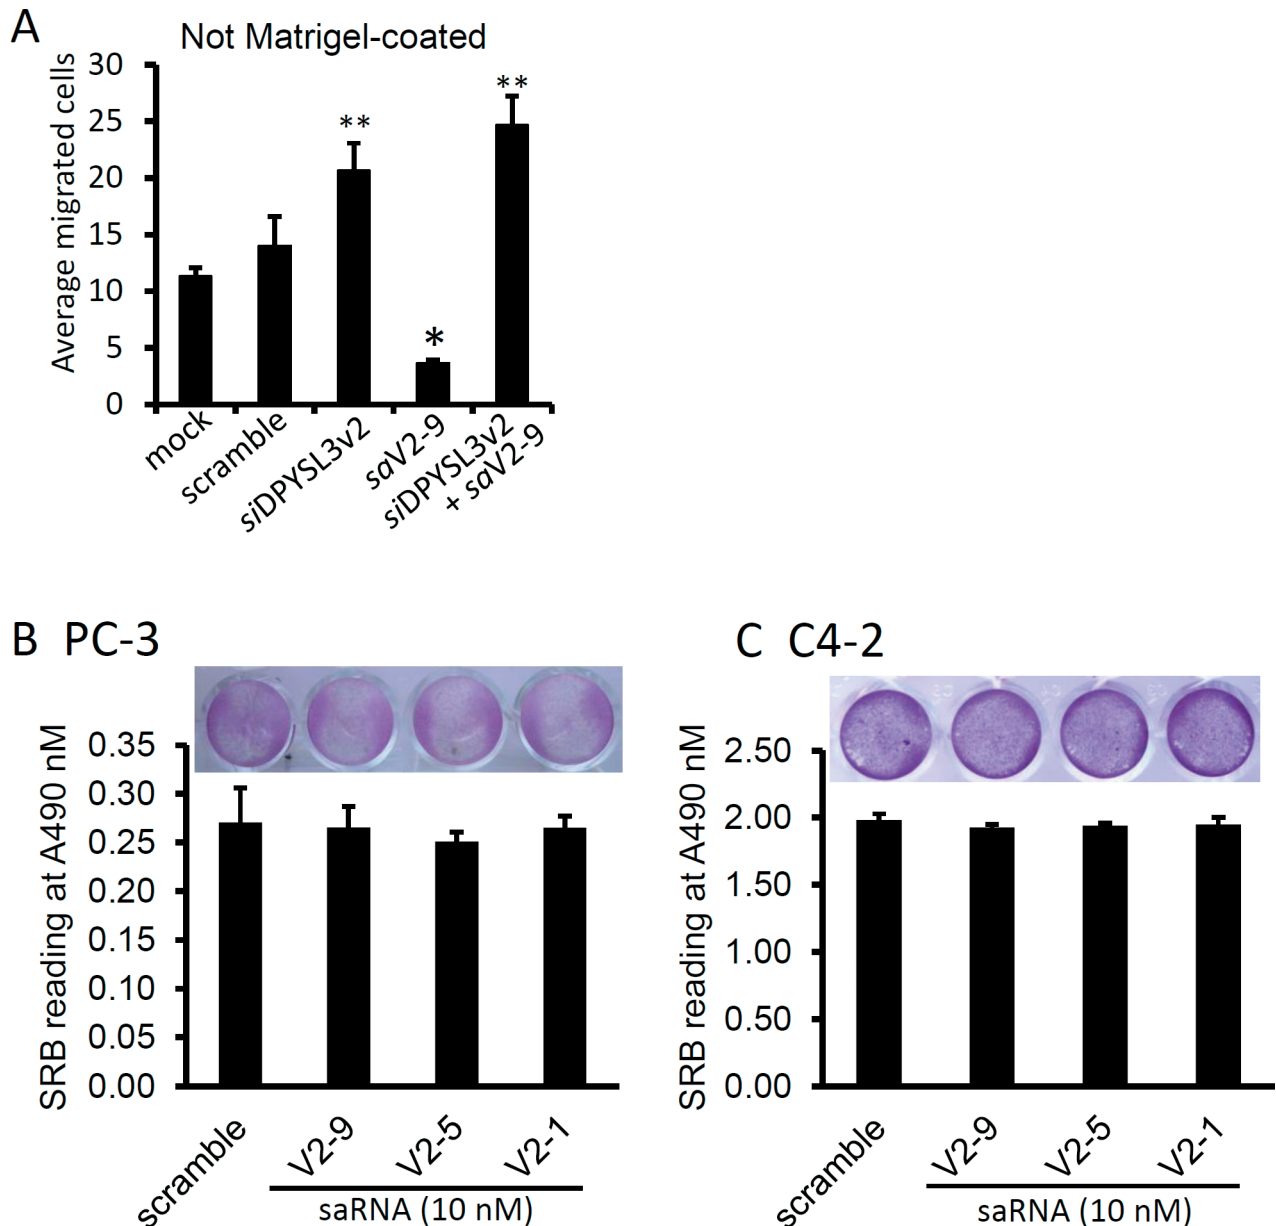 A
Not Matrigel-coated
Average migrated cells
30
25
20
15
10
5
0
**
*
**
mock
scramble
siDPYSL3v2
saV2-9
siDPYSL3v2
+ saV2-9
B PC-3
SRB reading at A490 nM
0.35
0.30
0.25
0.20
0.15
0.10
0.05
0.00
scramble
V2-9
V2-5
V2-1
saRNA (10 nM)
C C4-2
SRB reading at A490 nM
2.50
2.00
1.50
1.00
0.50
0.00
scramble
V2-9
V2-5
V2-1
saRNA (10 nM)